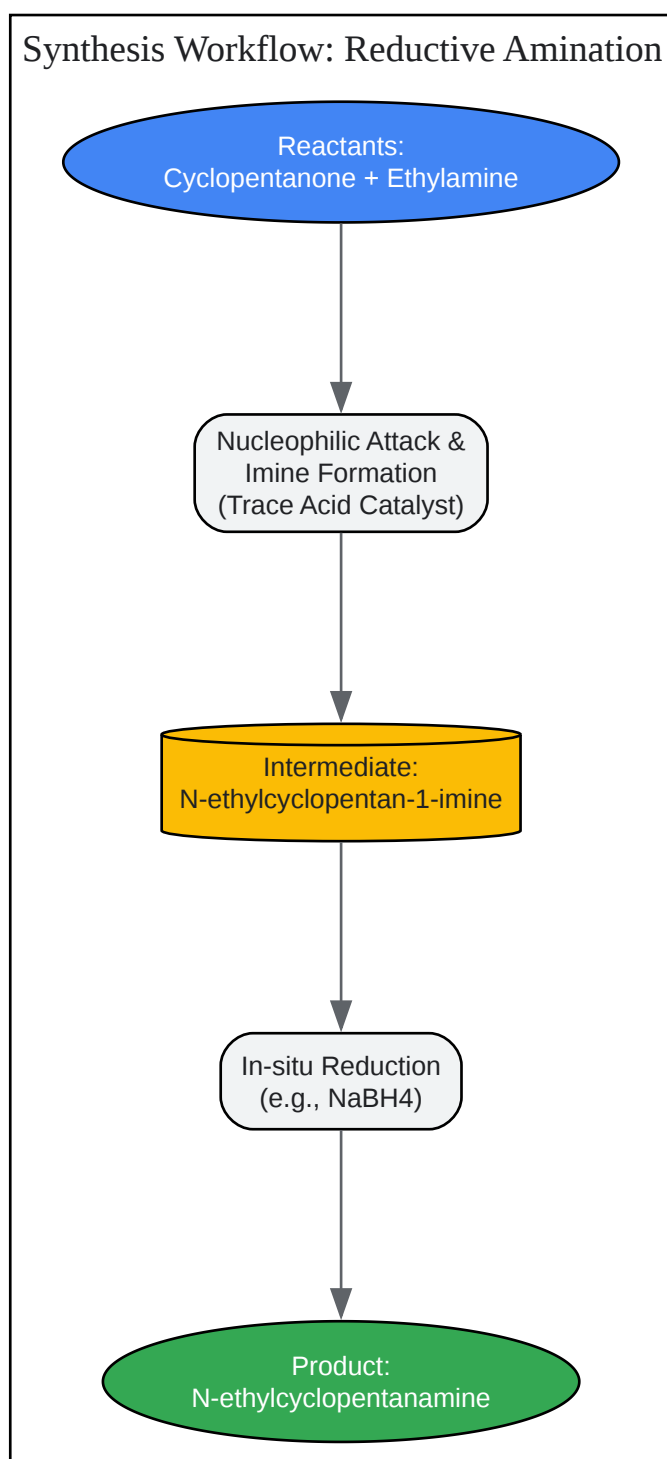 Synthesis Workflow: Reductive Amination
Reactants:
Cyclopentanone + Ethylamine
Nucleophilic Attack &
Imine Formation
(Trace Acid Catalyst)
Intermediate:
N-ethylcyclopentan-1-imine
In-situ Reduction
(e.g., NaBH4)
Product:
N-ethylcyclopentanamine